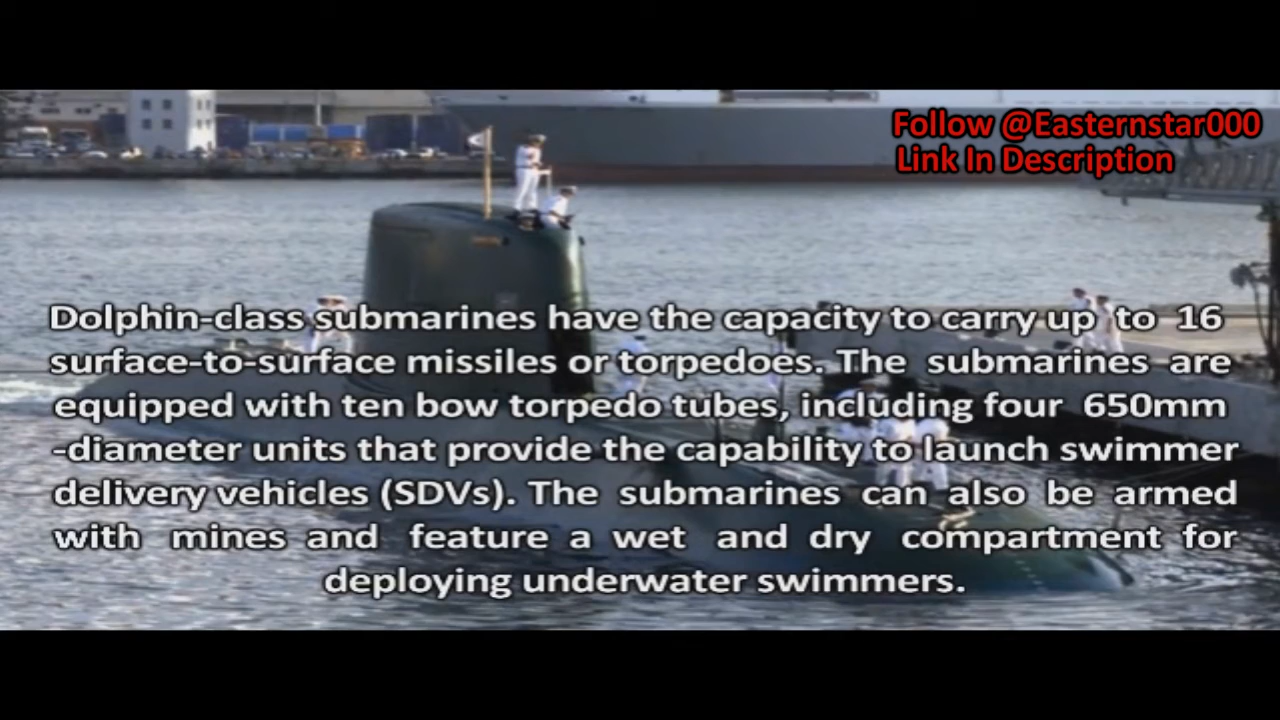 Follow @Easternstar000
Link In Description
Dolphin-class submarines have the capacity to carry up to 16
surface-to-surface missiles or torpedoes. The submarines are
equipped with ten bow torpedo tubes, including four 650mm
-diameter units that provide the capability to launch swimmer
delivery vehicles (SDVs). The submarines can also be armed
with mines and feature a wet and dry compartment for
deploying underwater swimmers.